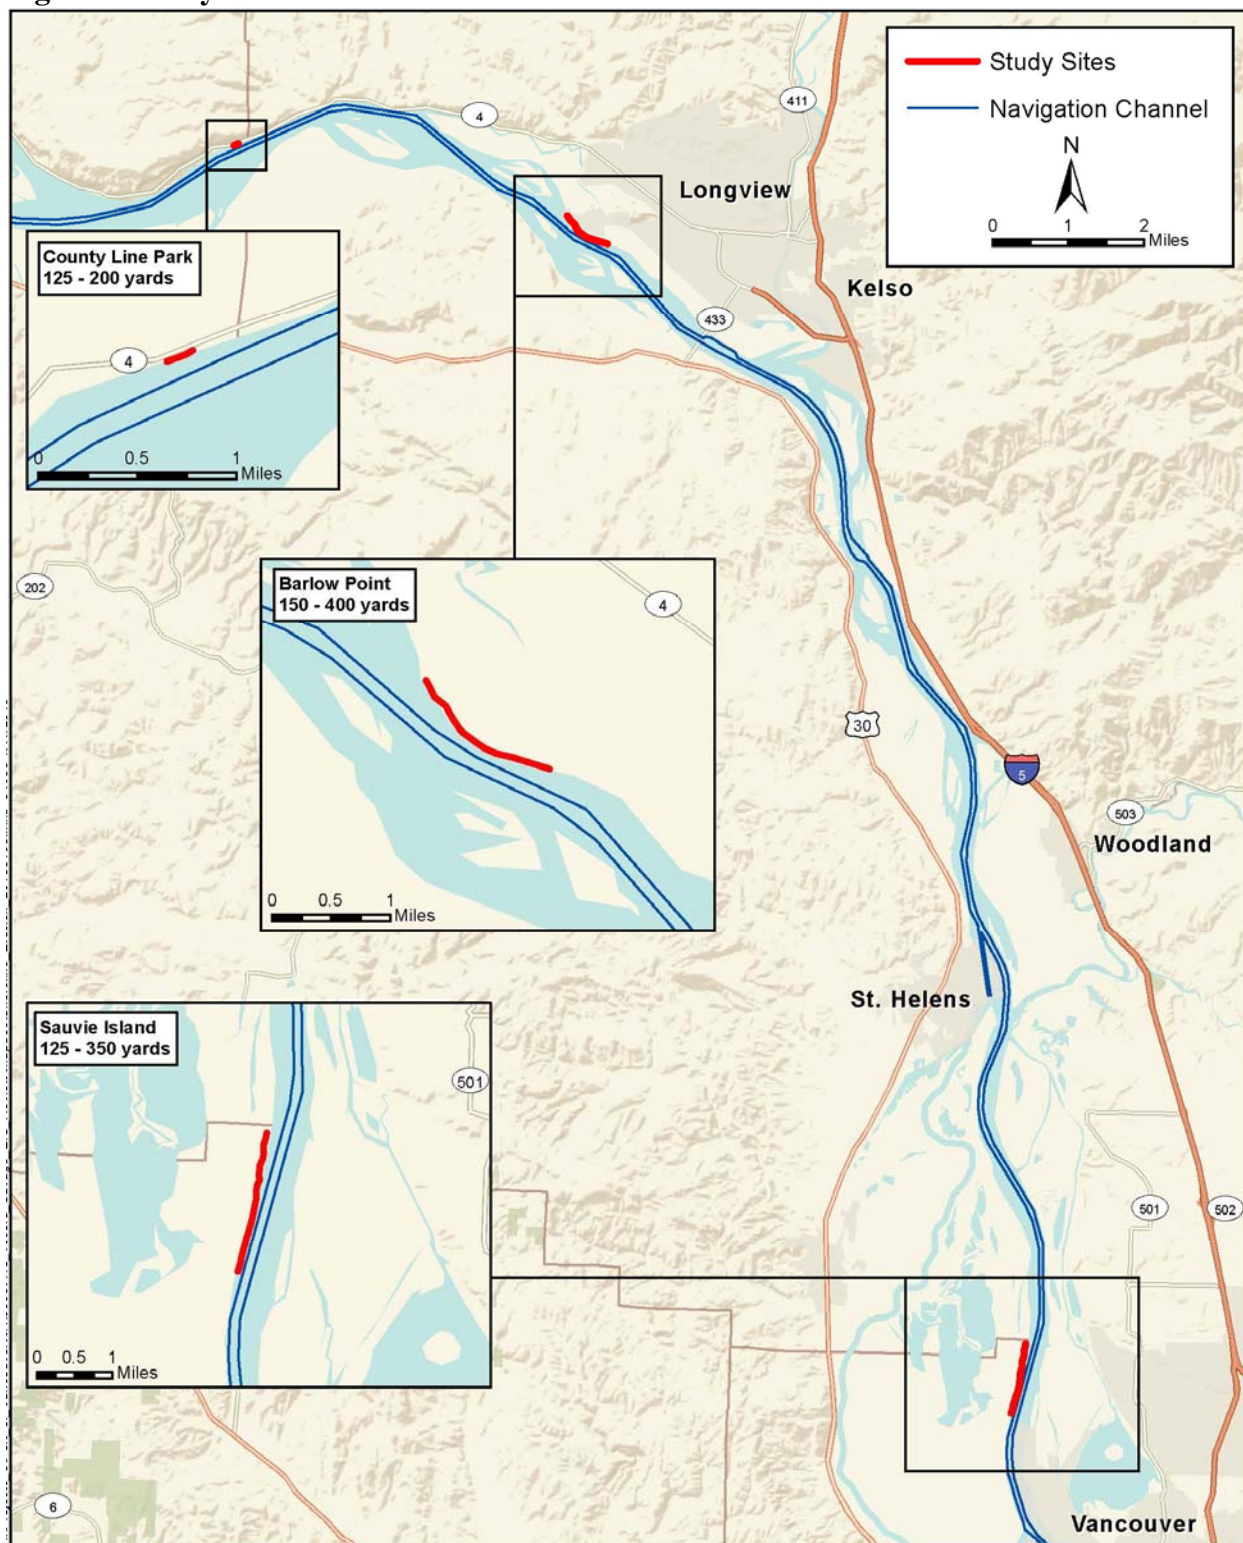 Study Sites
Navigation Channel
N
0 1 2
Miles
411
4
Longview
Kelso
433
County Line Park
125 - 200 yards
4
0 0.5 1
Miles
202
Barlow Point
150 - 400 yards
4
0 0.5 1
Miles
30
5
503
Woodland
St. Helens
Sauvie Island
125 - 350 yards
501
0 0.5 1
Miles
501
502
6
Vancouver